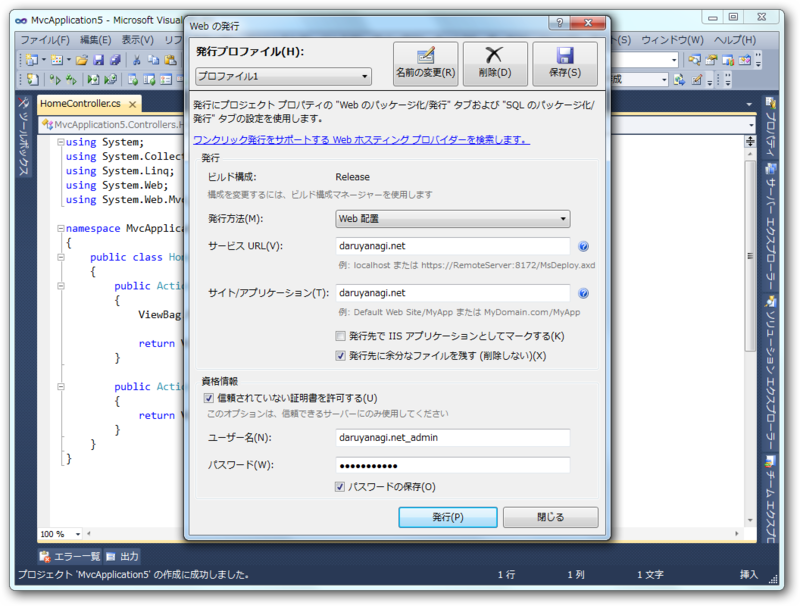 MvcApplication5 - Microsoft Visual
ファイル(F) 編集(E) 表示(V) リフ
(S) ウィンドウ(W) ヘルプ(H)
Web の発行
発行プロファイル(H):
プロファイル1
名前の変更(R)
削除(D)
保存(S)
発行にプロジェクト プロパティの "Web のパッケージ化/発行" タブおよび "SQL のパッケージ化/
発行" タブの設定を使用します。
ワンクリック発行をサポートする Web ホスティング プロバイダーを検索します。
発行
ビルド構成: Release
構成を変更するには、ビルド構成マネージャーを使用します
発行方法(M): Web 配置
サービス URL(V): daruyanagi.net
例: localhost または https://RemoteServer:8172/MsDeploy.axd
サイト/アプリケーション(T): daruyanagi.net
例: Default Web Site/MyApp または MyDomain.com/MyApp
発行先で IIS アプリケーションとしてマークする(K)
発行先に余分なファイルを残す (削除しない)(X)
資格情報
信頼されていない証明書を許可する(U)
このオプションは、信頼できるサーバーにのみ使用してください
ユーザー名(N): daruyanagi.net_admin
パスワード(W): ●●●●●●●●●●●
パスワードの保存(O)
発行(P)
閉じる
ツールボックス
HomeController.cs
MvcApplication5.Controllers.H
using System;
using System.Collect
using System.Linq;
using System.Web;
using System.Web.Mv
namespace MvcApplica
{
public class Ho
{
public Actio
{
ViewBag.
return V
}
public Actio
{
return V
}
}
}
100 %
プロパティ
サーバー エクスプローラー
ソリューション エクスプローラー
チーム エクスプロ
エラー一覧
出力
プロジェクト 'MvcApplication5' の作成に成功しました。
1 行
1 列
1 文字
挿入